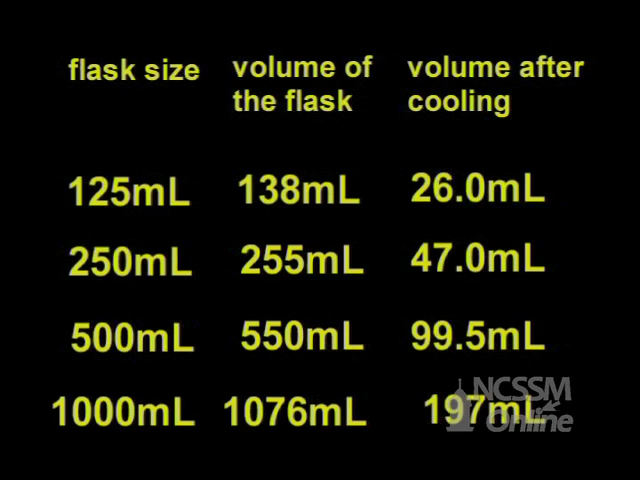 flask size
volume of
the flask
volume after
cooling
125mL 138mL 26.0mL
250mL 255mL 47.0mL
500mL 550mL 99.5mL
1000mL 1076mL 197mL
NCSSM
Online